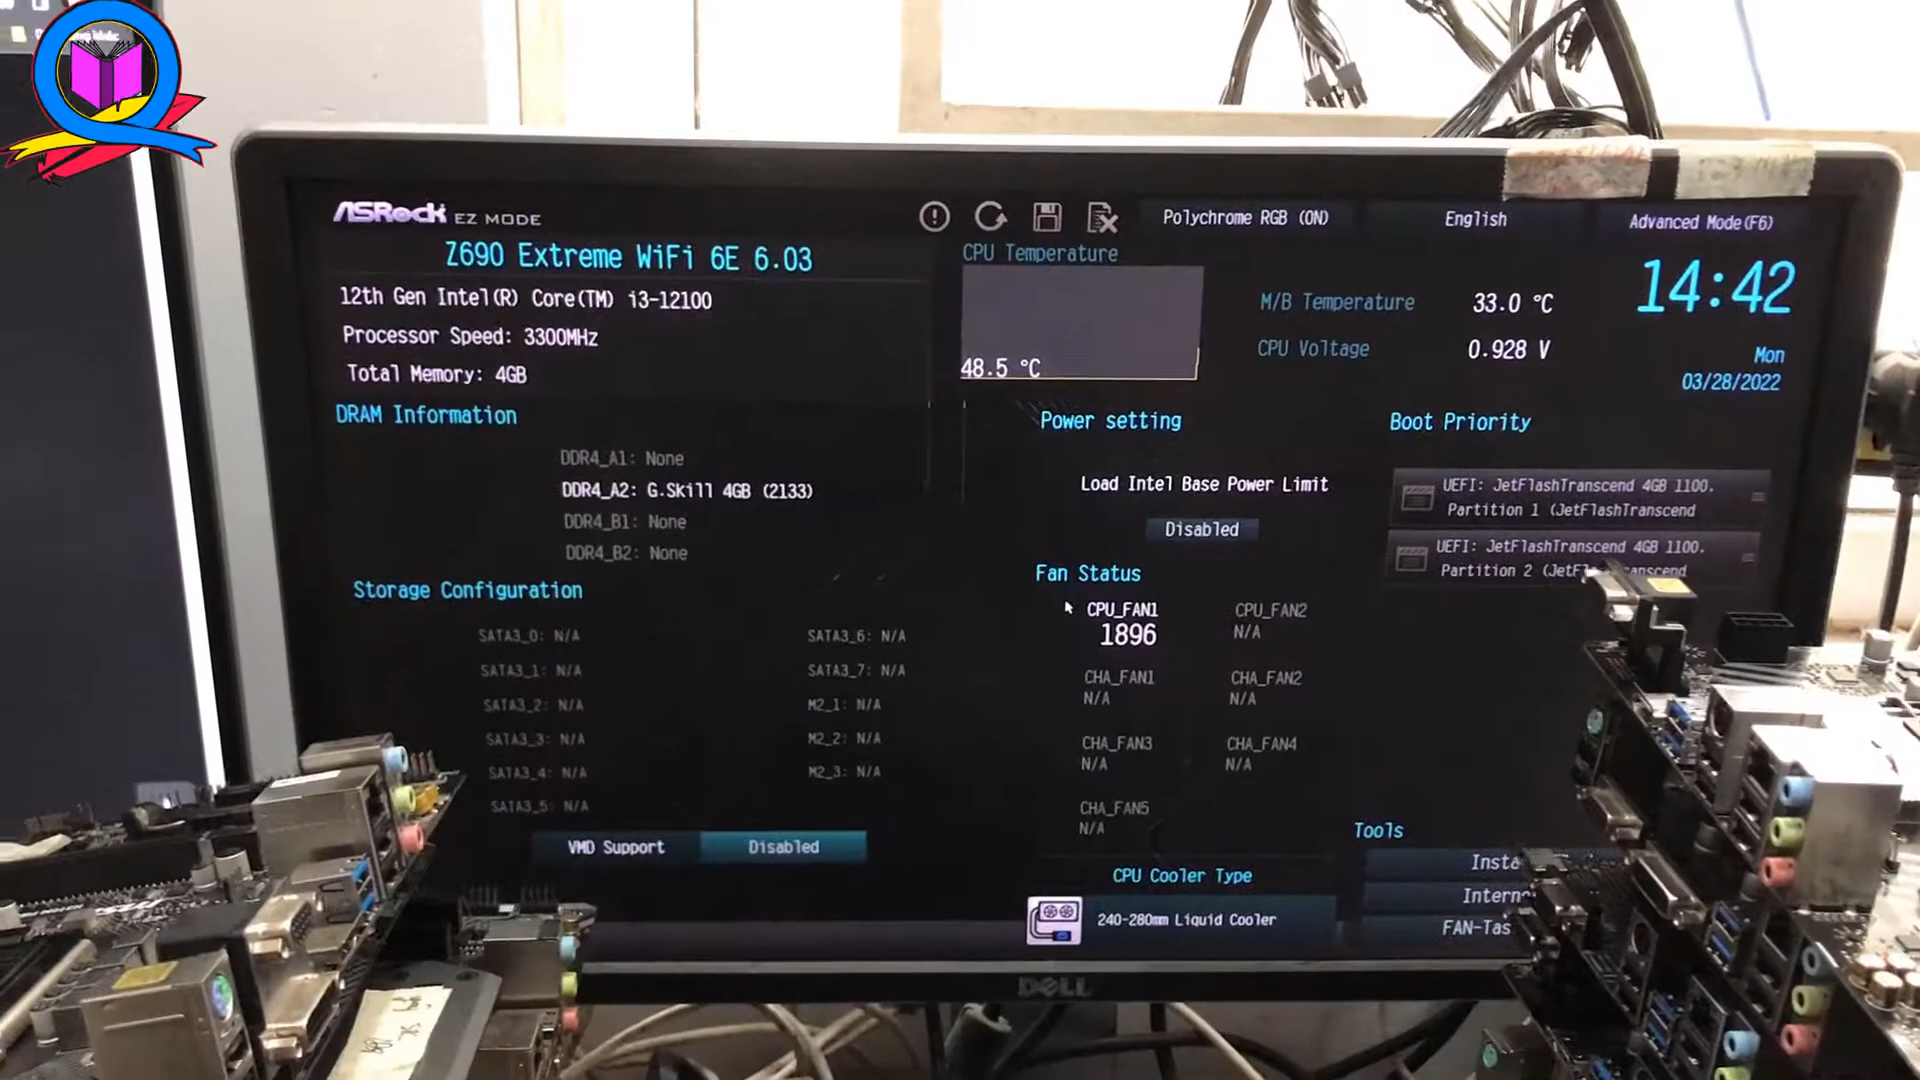 ASRock EZ MODE
Polychrome RGB (ON)
English
Advanced Mode(F6)
Z690 Extreme WiFi 6E 6.03
12th Gen Intel(R) Core(TM) i3-12100
Processor Speed: 3300MHz
Total Memory: 4GB
CPU Temperature
48.5 °C
M/B Temperature 33.0 °C
CPU Voltage 0.928 V
14:42
Mon
03/28/2022
DRAM Information
DDR4_A1: None
DDR4_A2: G.Skill 4GB (2133)
DDR4_B1: None
DDR4_B2: None
Storage Configuration
SATA3_0: N/A
SATA3_1: N/A
SATA3_2: N/A
SATA3_3: N/A
SATA3_4: N/A
SATA3_5: N/A
SATA3_6: N/A
SATA3_7: N/A
M2_1: N/A
M2_2: N/A
M2_3: N/A
VMD Support Disabled
Power setting
Load Intel Base Power Limit
Disabled
Fan Status
CPU_FAN1
1896
CPU_FAN2
N/A
CHA_FAN1
N/A
CHA_FAN2
N/A
CHA_FAN3
N/A
CHA_FAN4
N/A
CHA_FAN5
N/A
CPU Cooler Type
240-280mm Liquid Cooler
Boot Priority
UEFI: JetFlashTranscend 4GB 1100.
Partition 1 (JetFlashTranscend
UEFI: JetFlashTranscend 4GB 1100.
Partition 2
Tools
Insta
Intern
FAN-Tas
DELL